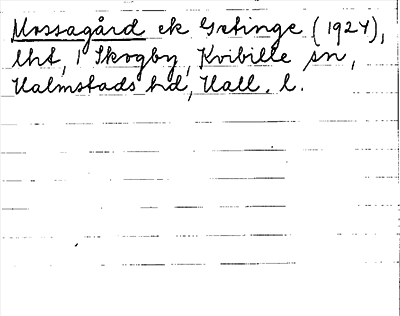 Mossagård ek Getinge (1924),
lht, 1 Skogby, Kvibille sn,
Halmstads hd, Hall. l.